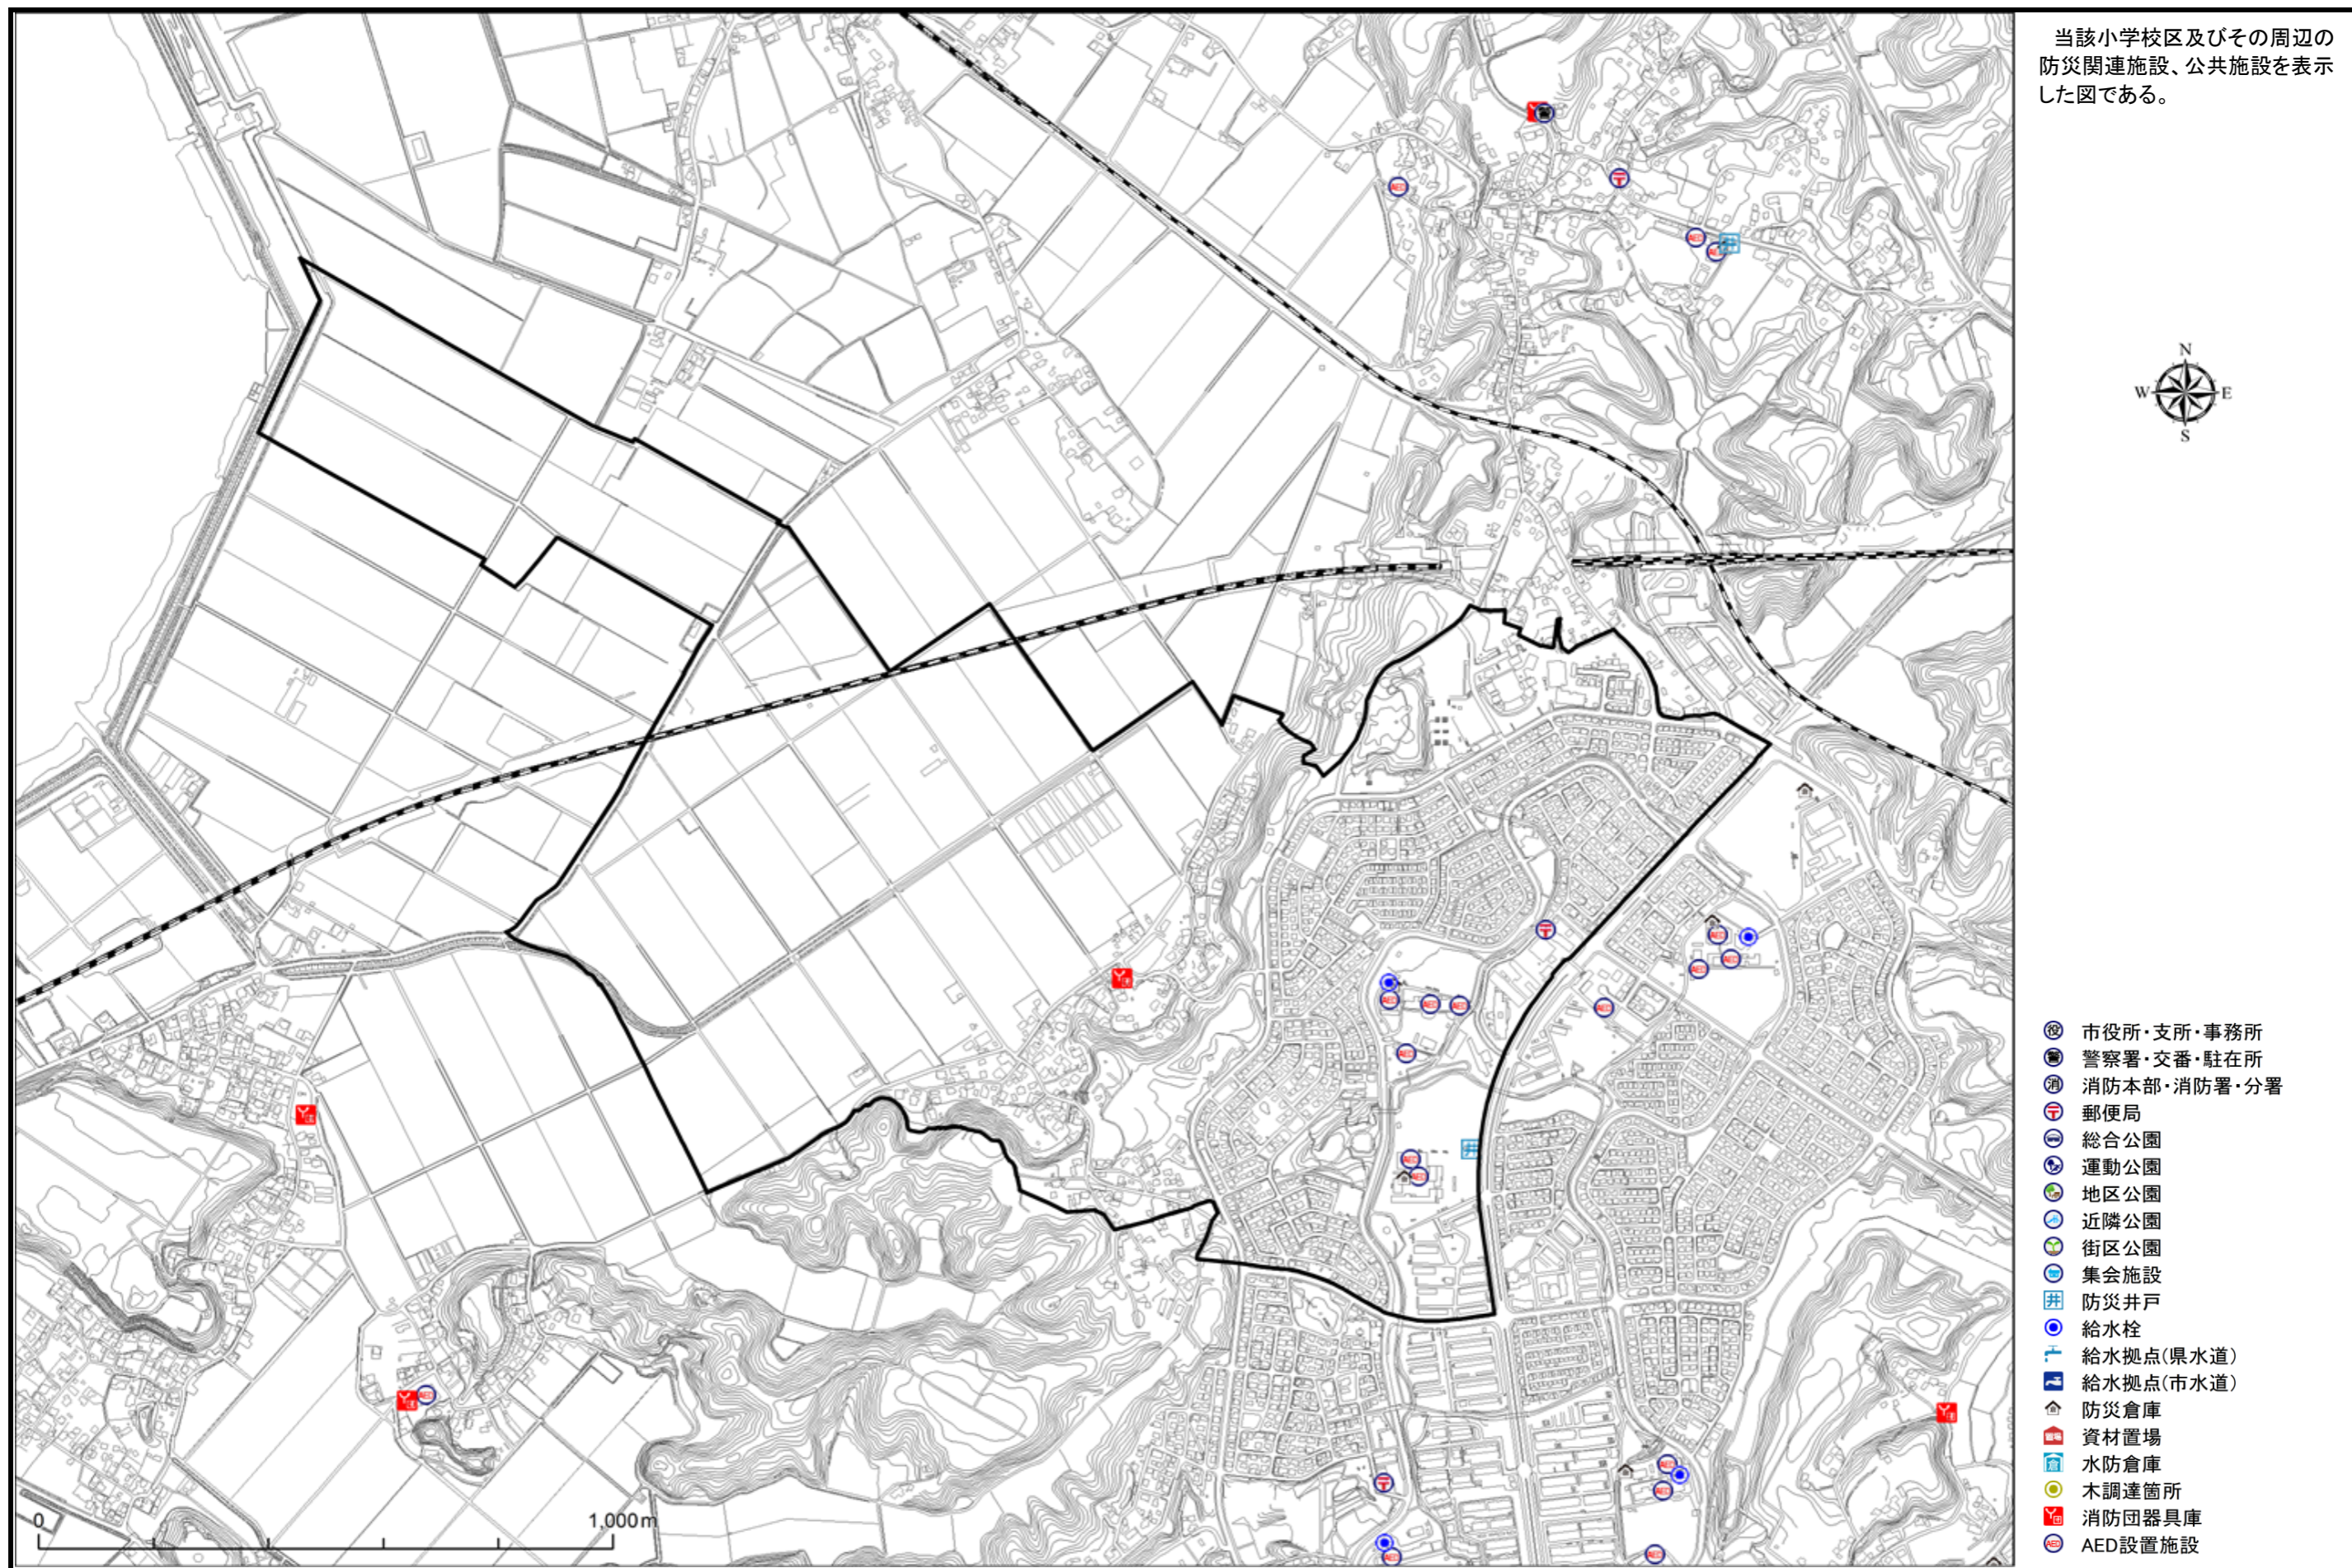 当該小学校区及びその周辺の
防災関連施設、公共施設を表示
した図である。
N
W E
S
市役所・支所・事務所
警察署・交番・駐在所
消防本部・消防署・分署
郵便局
総合公園
運動公園
地区公園
近隣公園
街区公園
集会施設
井 防災井戸
給水栓
給水拠点(県水道)
給水拠点(市水道)
防災倉庫
資材置場
水防倉庫
木調達箇所
消防団器具庫
AED AED設置施設
0 1,000m